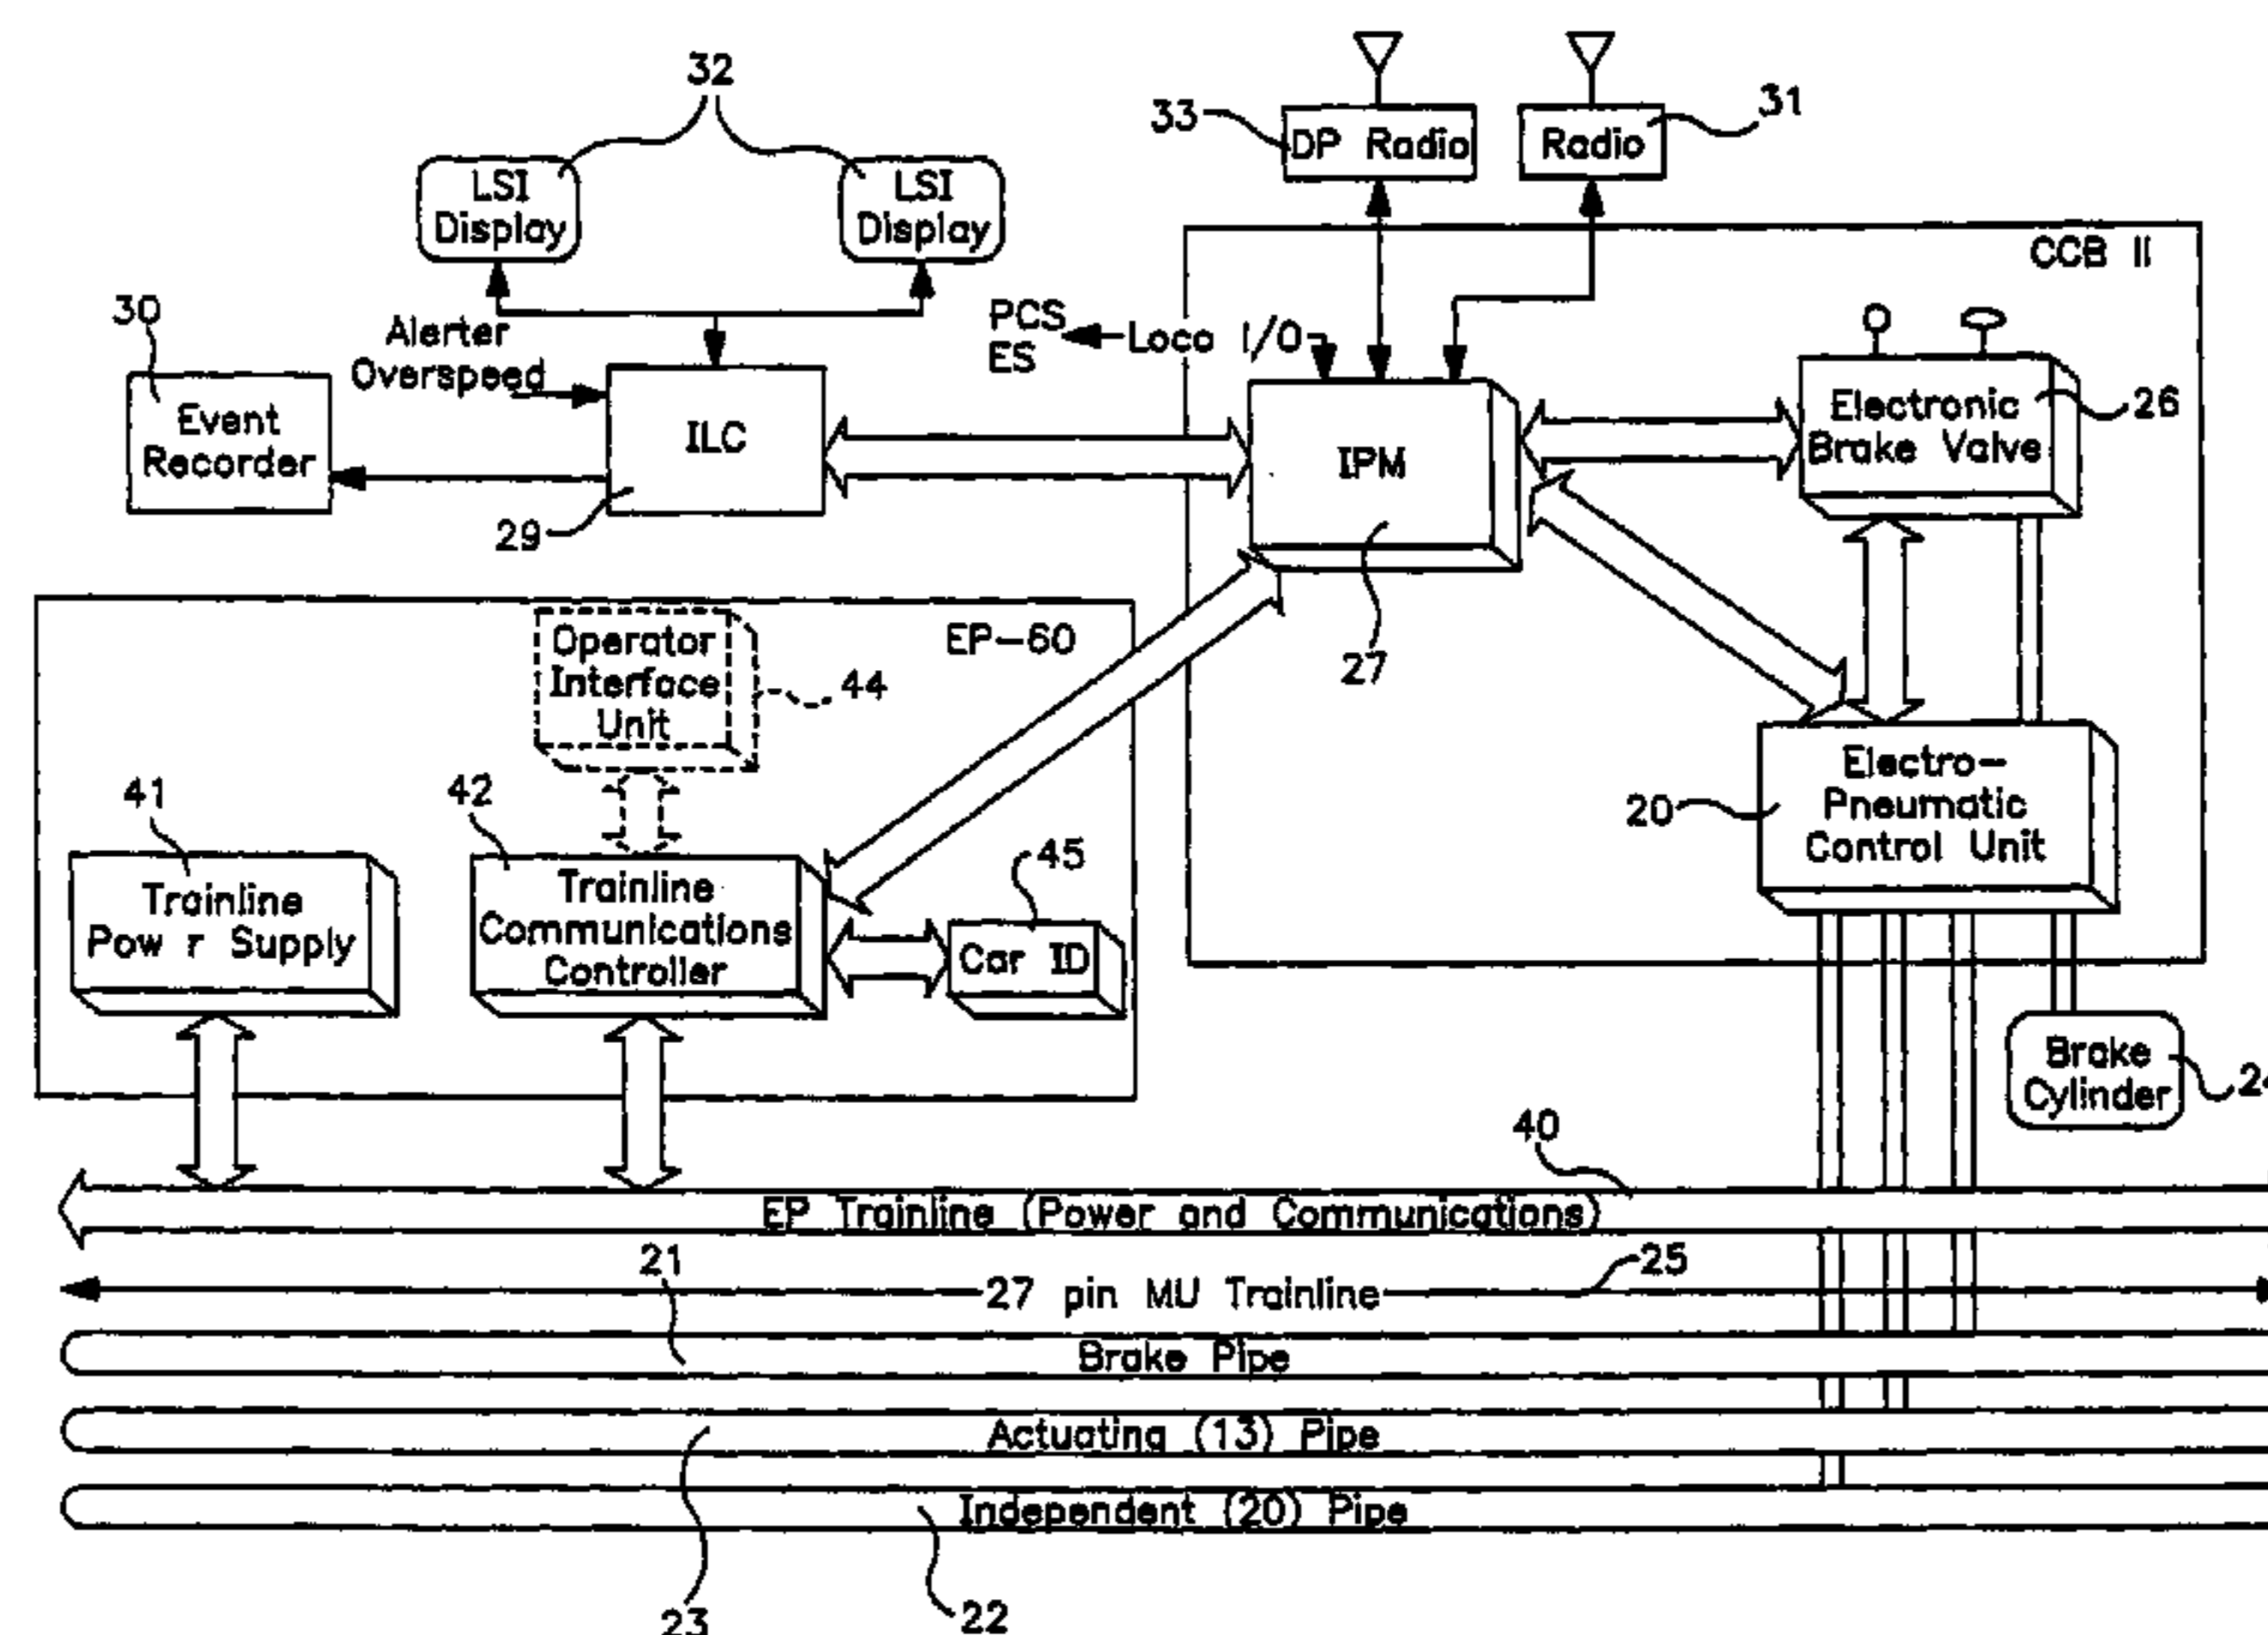 32
33
DP Radio
Radio
31
LSI
Display
LSI
Display
CCB II
30
Alerter
Overspeed
PCS
ES
Loco I/O
Event
Recorder
ILC
29
IPM
27
Electronic
Brake Valve
26
EP-60
Operator
Interface
Unit
44
41
42
Trainline
Pow r Supply
Trainline
Communications
Controller
45
Car ID
20
Electro-
Pneumatic
Control Unit
Brake
Cylinder
24
40
EP Trainline (Power and Communications)
21
25
27 pin MU Trainline
Brake Pipe
Actuating (13) Pipe
Independent (20) Pipe
23
22